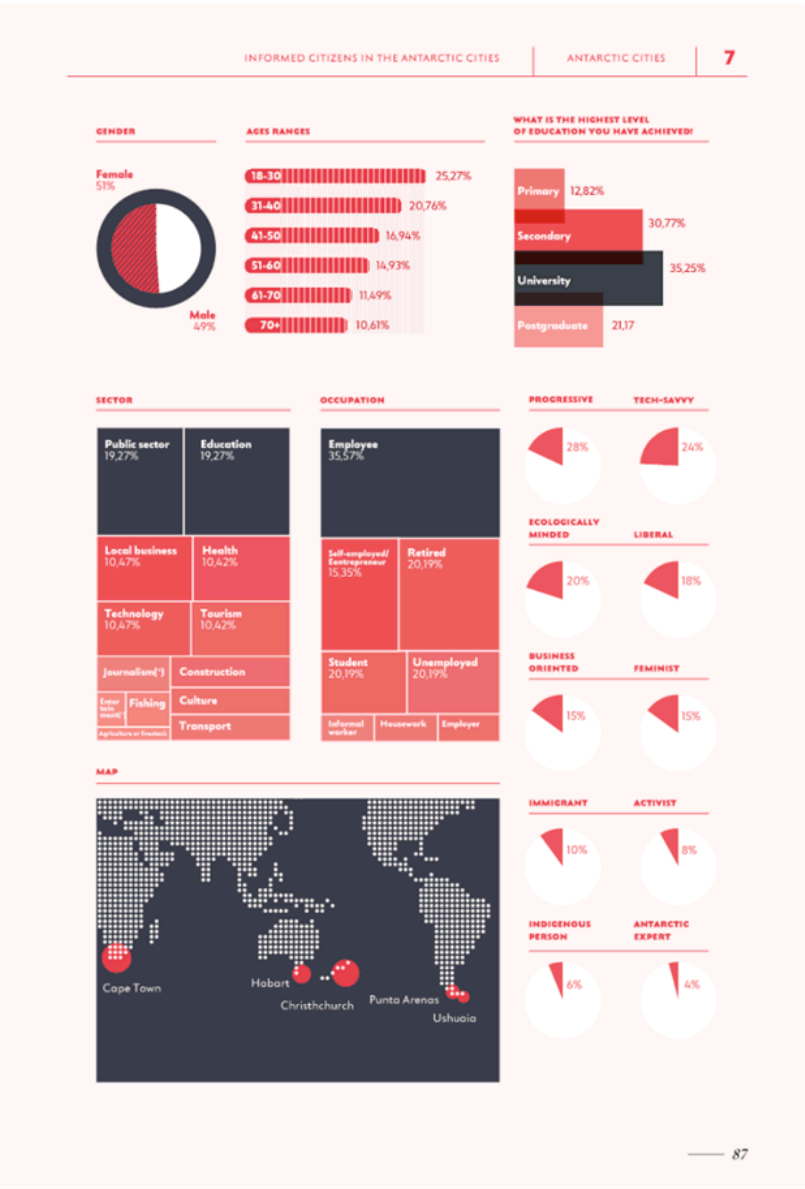 INFORMED CITIZENS IN THE ANTARCTIC CITIES
ANTARCTIC CITIES
7
GENDER
Female
51%
Male
49%
AGES RANGES
18-30 25,27%
31-40 20,76%
41-50 16,94%
51-60 14,93%
61-70 11,49%
70+ 10,61%
WHAT IS THE HIGHEST LEVEL
OF EDUCATION YOU HAVE ACHIEVED?
Primary 12,82%
Secondary 30,77%
University 35,25%
Postgraduate 21,17
SECTOR
Public sector
19,27%
Education
19,27%
Local business
10,47%
Health
10,42%
Technology
10,47%
Tourism
10,42%
Journalism(*)
Construction
Enter
tain
ment(*)
Fishing
Culture
Agriculture or livestock
Transport
OCCUPATION
Employee
35,57%
Self-employed/
Eentrepreneur
15,35%
Retired
20,19%
Student
20,19%
Unemployed
20,19%
Informal
worker
Housework
Employer
PROGRESSIVE
28%
TECH-SAVVY
24%
ECOLOGICALLY
MINDED
20%
LIBERAL
18%
BUSINESS
ORIENTED
15%
FEMINIST
15%
IMMIGRANT
10%
ACTIVIST
8%
INDIGENOUS
PERSON
6%
ANTARCTIC
EXPERT
4%
MAP
Cape Town
Hobart
Christhchurch
Punta Arenas
Ushuaia
87